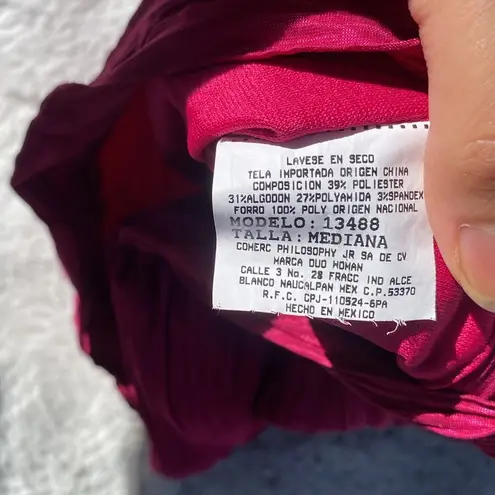 LAVESE EN SECO
TELA IMPORTADA ORIGEN CHINA
COMPOSICION 39% POLIESTER
31%ALGODON 27%POLYAMIDA 3%SPANDEX
FORRO 100% POLY ORIGEN NACIONAL
MODELO: 13488
TALLA: MEDIANA
COMERC PHILOSOPHY JR SA DE CV
MARCA DUO WOMAN
CALLE 3 No. 28 FRACC IND ALCE
BLANCO NAUCALPAN MEX C.P.53370
R.F.C. CPJ-110524-6PA
HECHO EN MEXICO